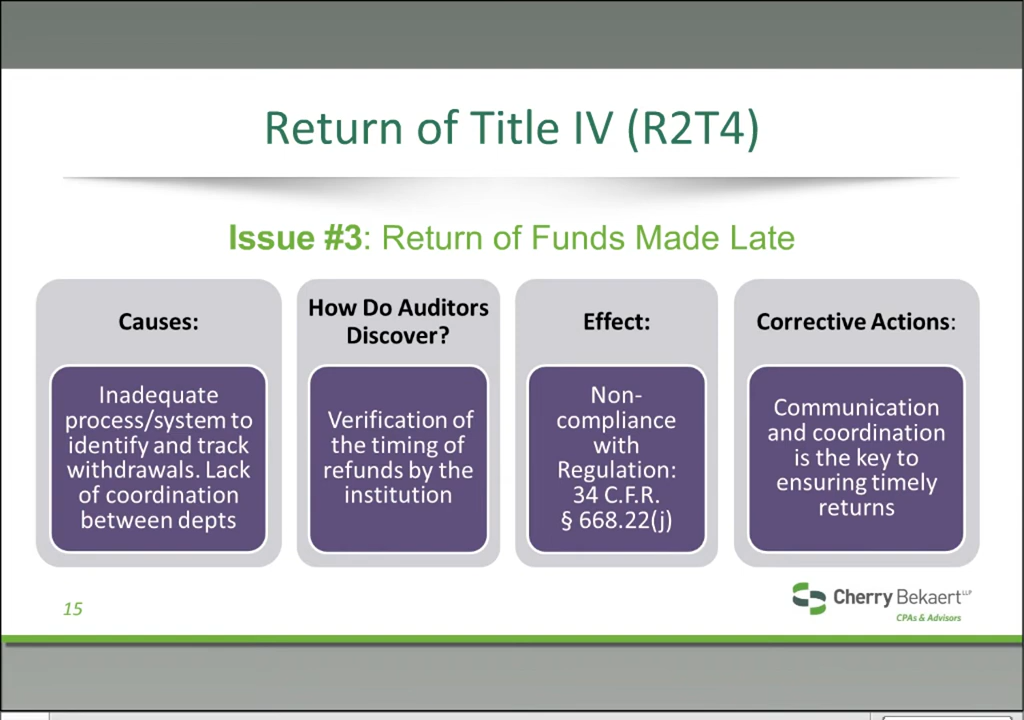 Return of Title IV (R2T4)
Issue #3: Return of Funds Made Late
Causes:
Inadequate
process/system to
identify and track
withdrawals. Lack
of coordination
between depts
How Do Auditors
Discover?
Verification of
the timing of
refunds by the
institution
Effect:
Non-
compliance
with
Regulation:
34 C.F.R.
§ 668.22(j)
Corrective Actions:
Communication
and coordination
is the key to
ensuring timely
returns
15
Cherry Bekaert LLP
CPAs & Advisors